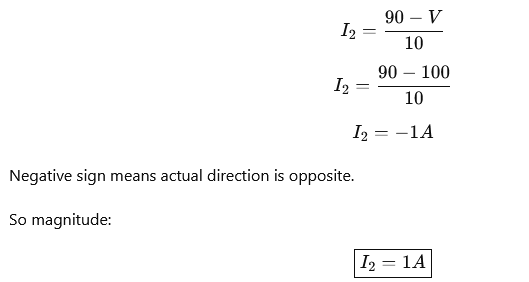 I₂ = (90 − V)/10
I₂ = (90 − 100)/10
I₂ = −1A
Negative sign means actual direction is opposite.
So magnitude:
I₂ = 1A